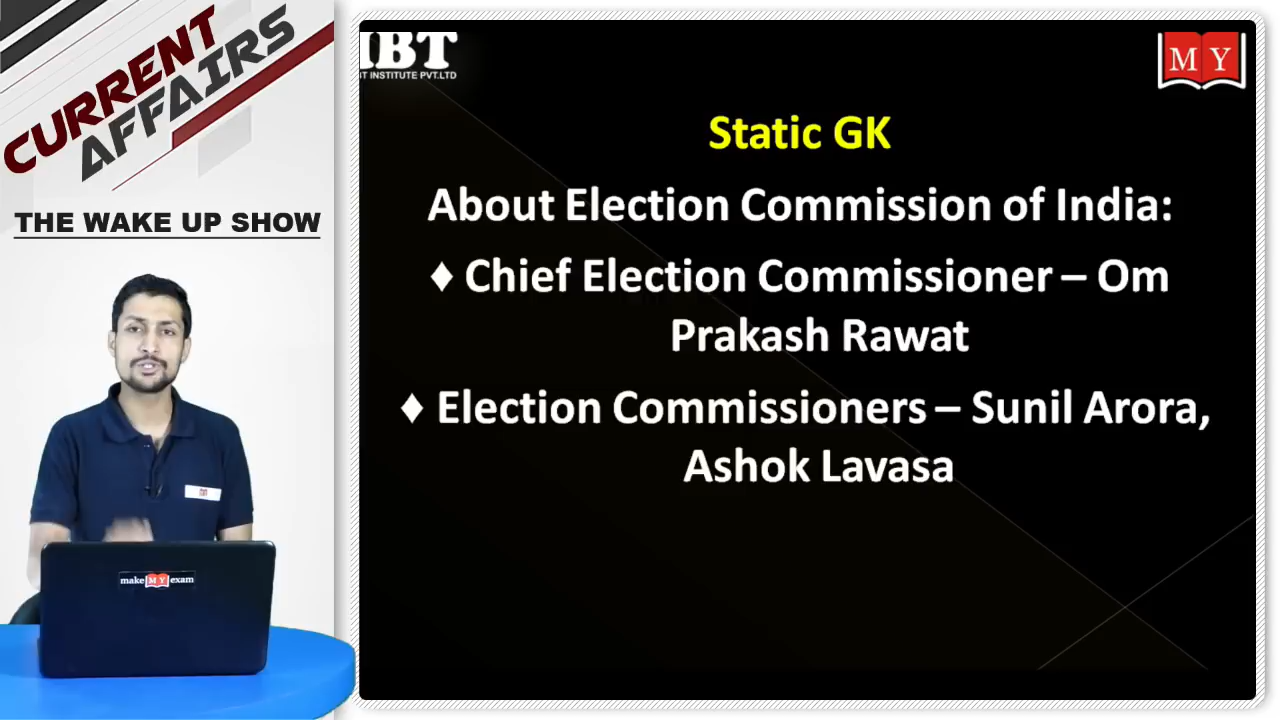 CURRENT
AFFAIRS
THE WAKE UP SHOW
make MY exam
IBT
BT INSTITUTE PVT.LTD
MY
Static GK
About Election Commission of India:
♦ Chief Election Commissioner – Om
Prakash Rawat
♦ Election Commissioners – Sunil Arora,
Ashok Lavasa